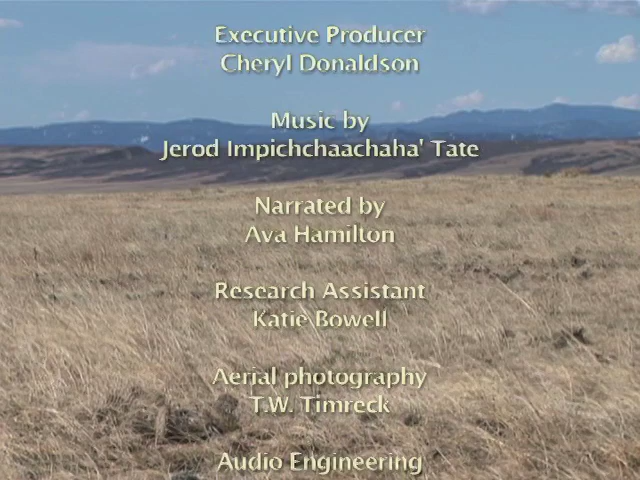 Executive Producer
Cheryl Donaldson
Music by
Jerod Impichchaachaha' Tate
Narrated by
Ava Hamilton
Research Assistant
Katie Bowell
Aerial photography
T.W. Timreck
Audio Engineering